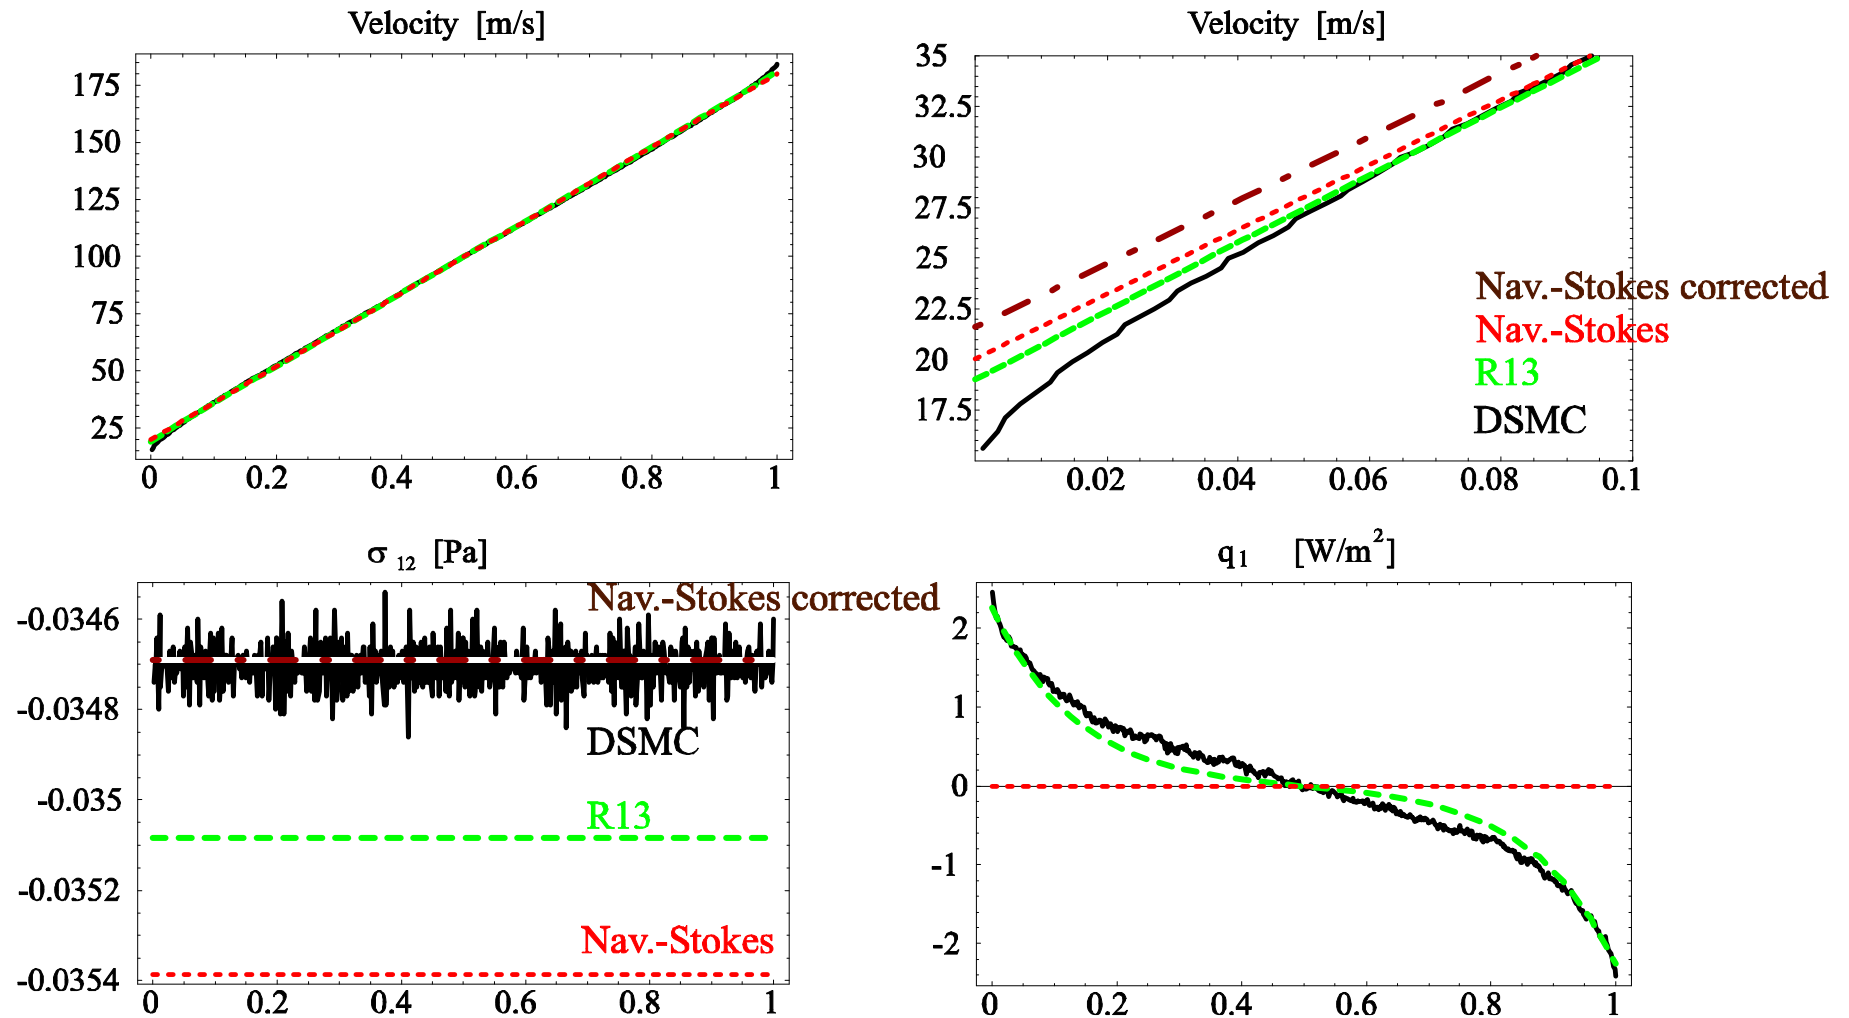 Velocity [m/s]
175
150
125
100
75
50
25
0 0.2 0.4 0.6 0.8 1
Velocity [m/s]
35
32.5
30
27.5
25
22.5
20
17.5
Nav.-Stokes corrected
Nav.-Stokes
R13
DSMC
0.02 0.04 0.06 0.08 0.1
σ 12 [Pa]
-0.0346
-0.0348
-0.035
-0.0352
-0.0354
Nav.-Stokes corrected
DSMC
R13
Nav.-Stokes
0 0.2 0.4 0.6 0.8 1
q1 [W/m²]
2
1
0
-1
-2
0 0.2 0.4 0.6 0.8 1